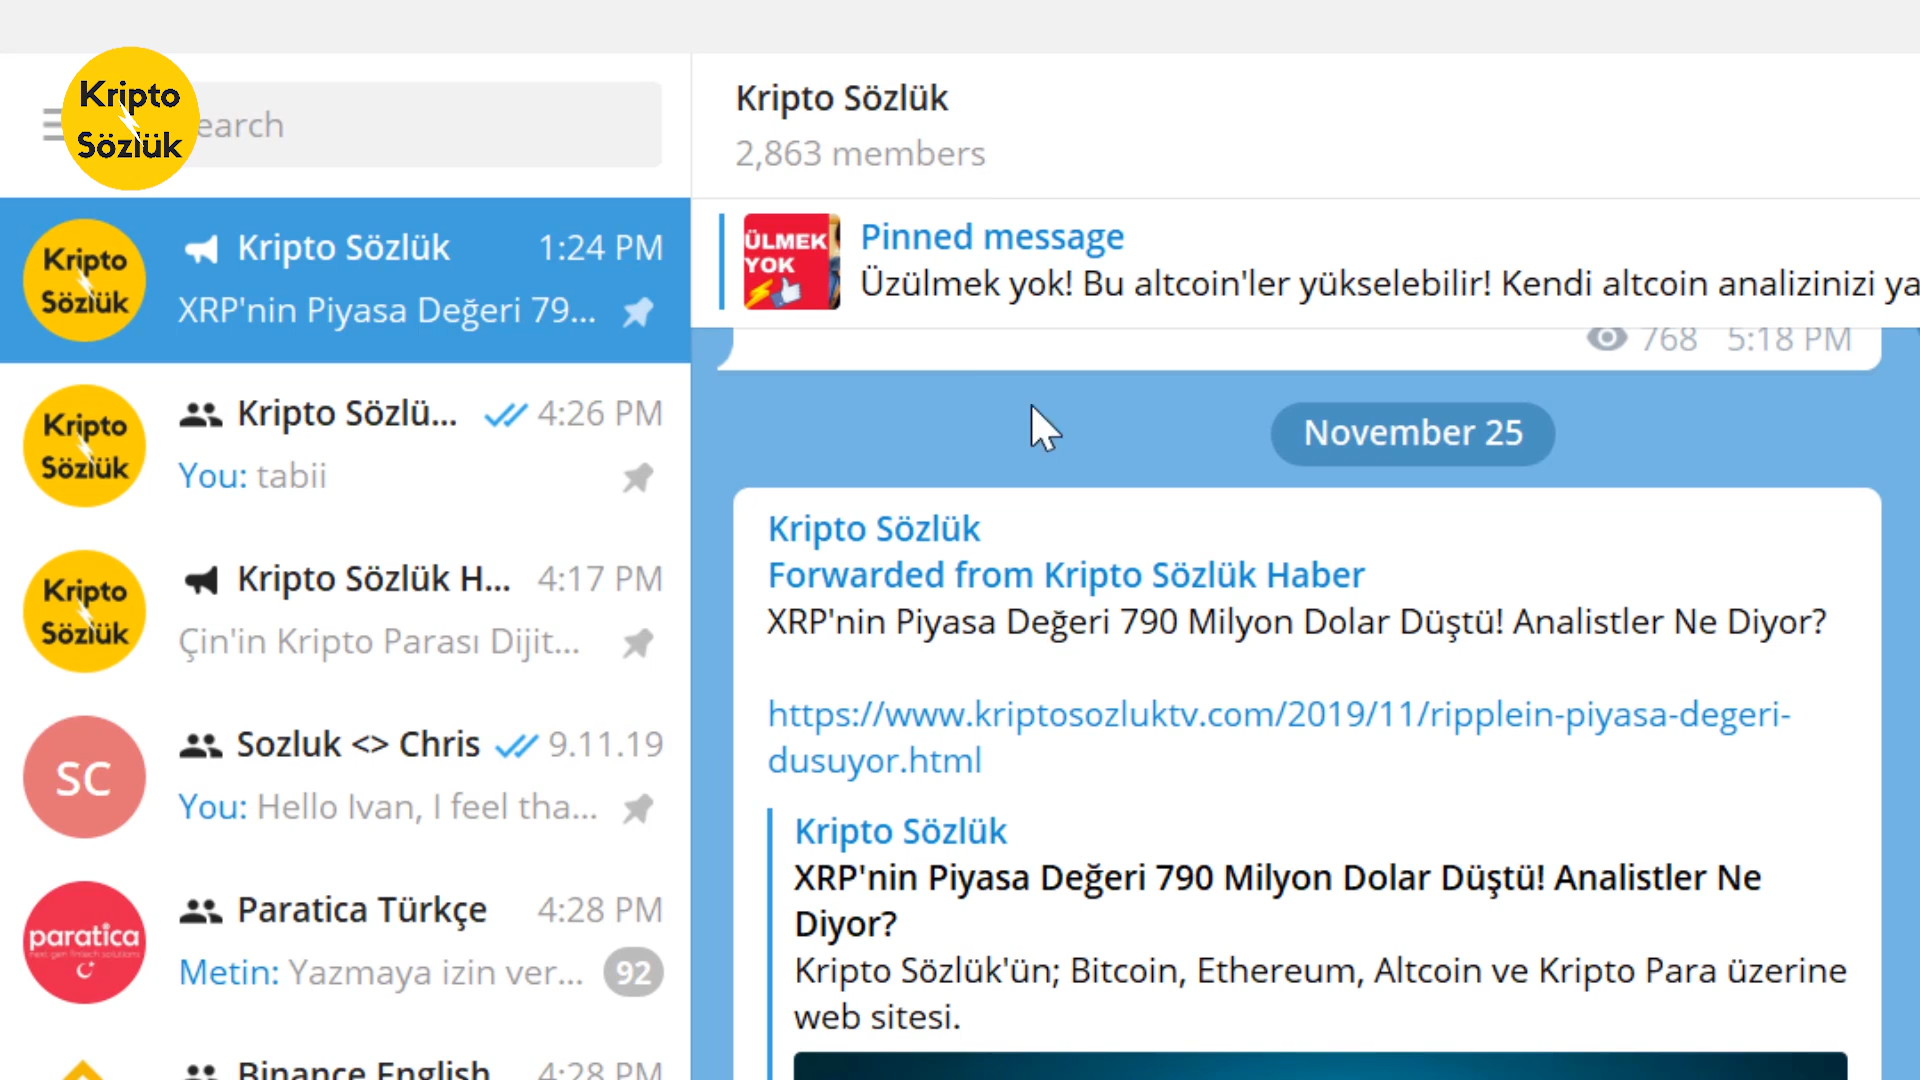 Kripto
Sözlük
earch
Kripto Sözlük
2,863 members
Kripto
Sözlük
Kripto Sözlük
1:24 PM
XRP'nin Piyasa Değeri 79...
ÜLMEK
YOK
Pinned message
Üzülmek yok! Bu altcoin'ler yükselebilir! Kendi altcoin analizinizi ya
768 5:18 PM
Kripto
Sözlük
Kripto Sözlü...
4:26 PM
You: tabii
November 25
Kripto
Sözlük
Kripto Sözlük H...
4:17 PM
Çin'in Kripto Parası Dijit...
SC
Sozluk <> Chris
9.11.19
You: Hello Ivan, I feel tha...
paratica
Paratica Türkçe
4:28 PM
Metin: Yazmaya izin ver...
92
Binance English
4:28 PM
Kripto Sözlük
Forwarded from Kripto Sözlük Haber
XRP'nin Piyasa Değeri 790 Milyon Dolar Düştü! Analistler Ne Diyor?
https://www.kriptosozluktv.com/2019/11/ripplein-piyasa-degeri-
dusuyor.html
Kripto Sözlük
XRP'nin Piyasa Değeri 790 Milyon Dolar Düştü! Analistler Ne
Diyor?
Kripto Sözlük'ün; Bitcoin, Ethereum, Altcoin ve Kripto Para üzerine
web sitesi.